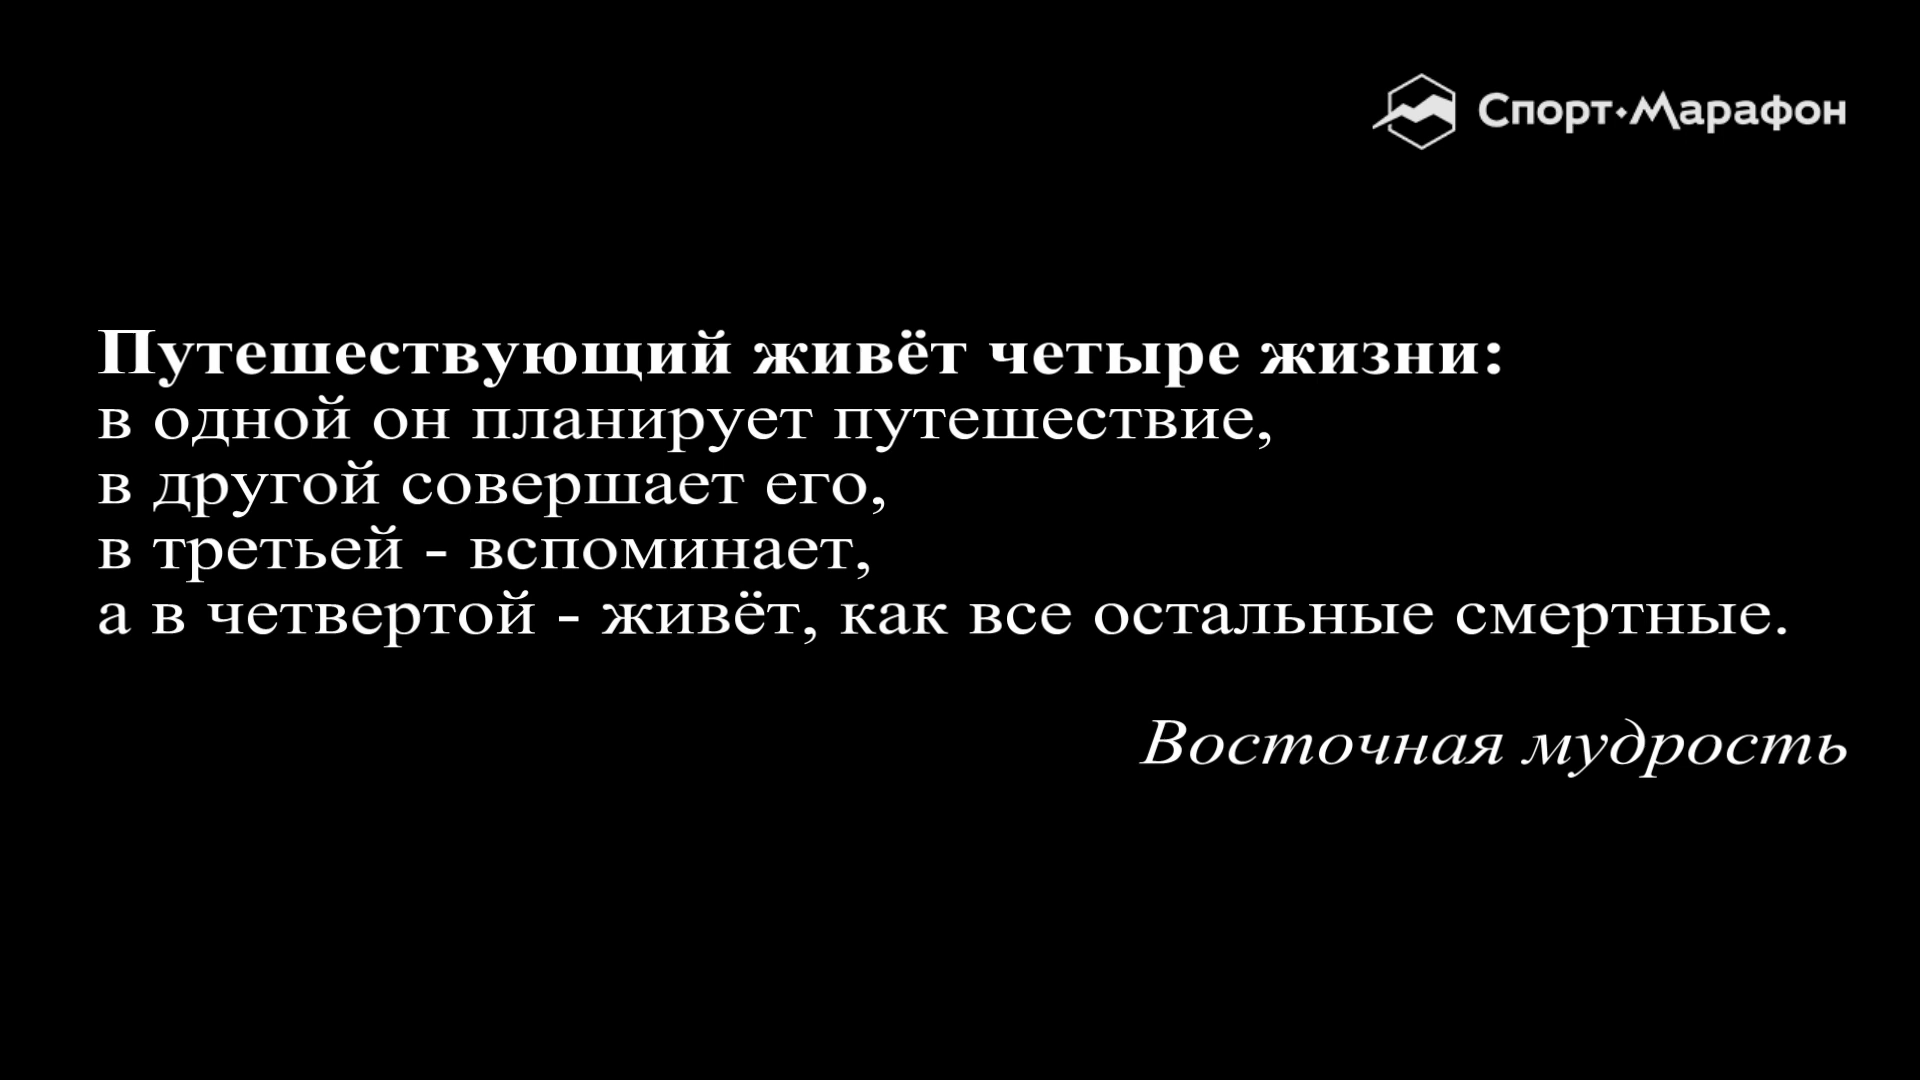 Спорт·Марафон
Путешествующий живёт четыре жизни:
в одной он планирует путешествие,
в другой совершает его,
в третьей - вспоминает,
а в четвертой - живёт, как все остальные смертные.
Восточная мудрость